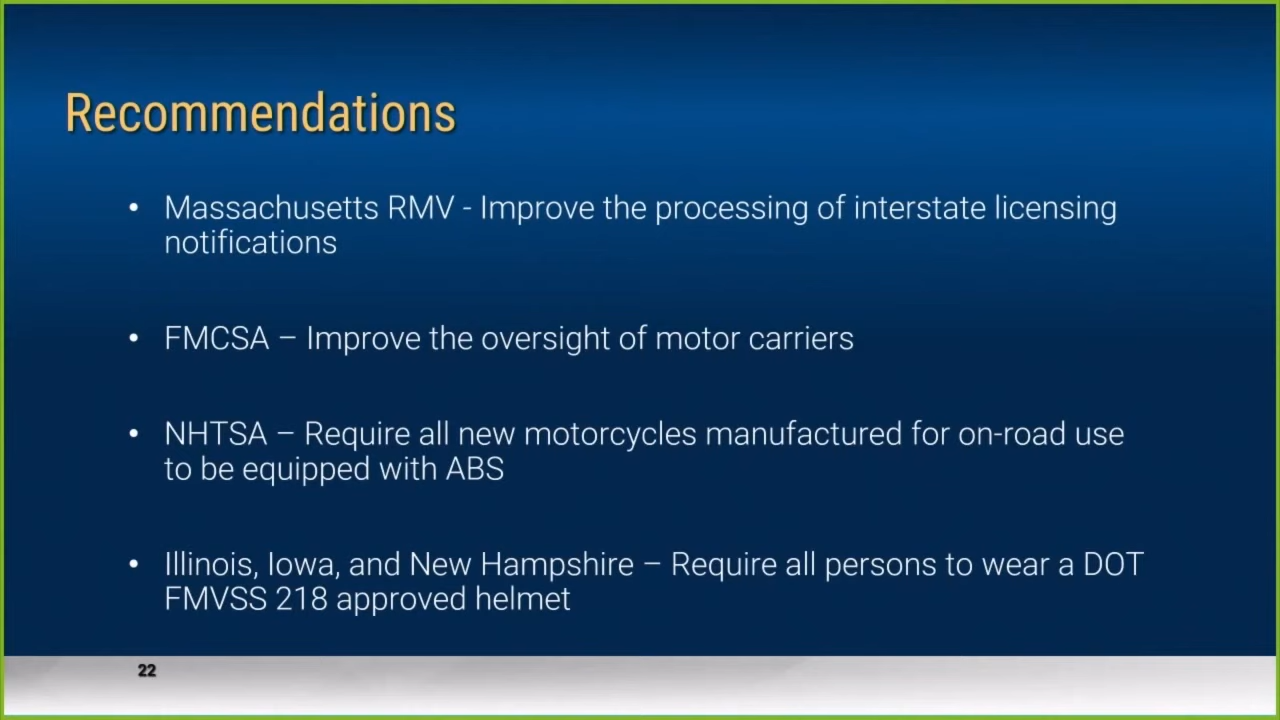 Recommendations
• Massachusetts RMV - Improve the processing of interstate licensing
notifications
• FMCSA – Improve the oversight of motor carriers
• NHTSA – Require all new motorcycles manufactured for on-road use
to be equipped with ABS
• Illinois, Iowa, and New Hampshire – Require all persons to wear a DOT
FMVSS 218 approved helmet
22